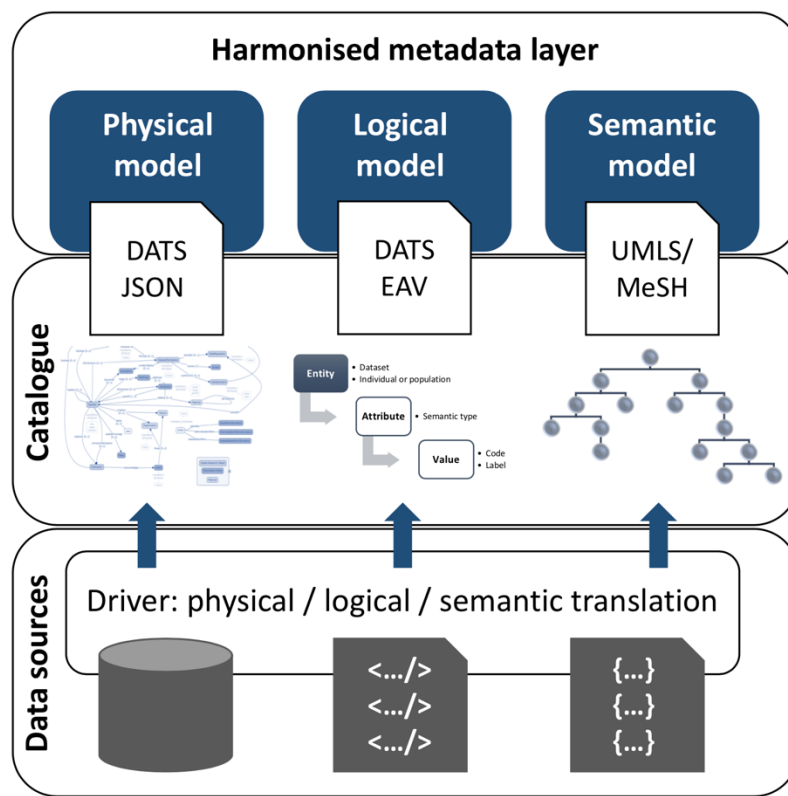 Harmonised metadata layer
Physical
model
Logical
model
Semantic
model
DATS
JSON
DATS
EAV
UMLS/
MeSH
Catalogue
Entity
• Dataset
• Individual or population
Attribute
• Semantic type
Value
• Code
• Label
Data sources
Driver: physical / logical / semantic translation
<.../>
<.../>
<.../>
{...}
{...}
{...}